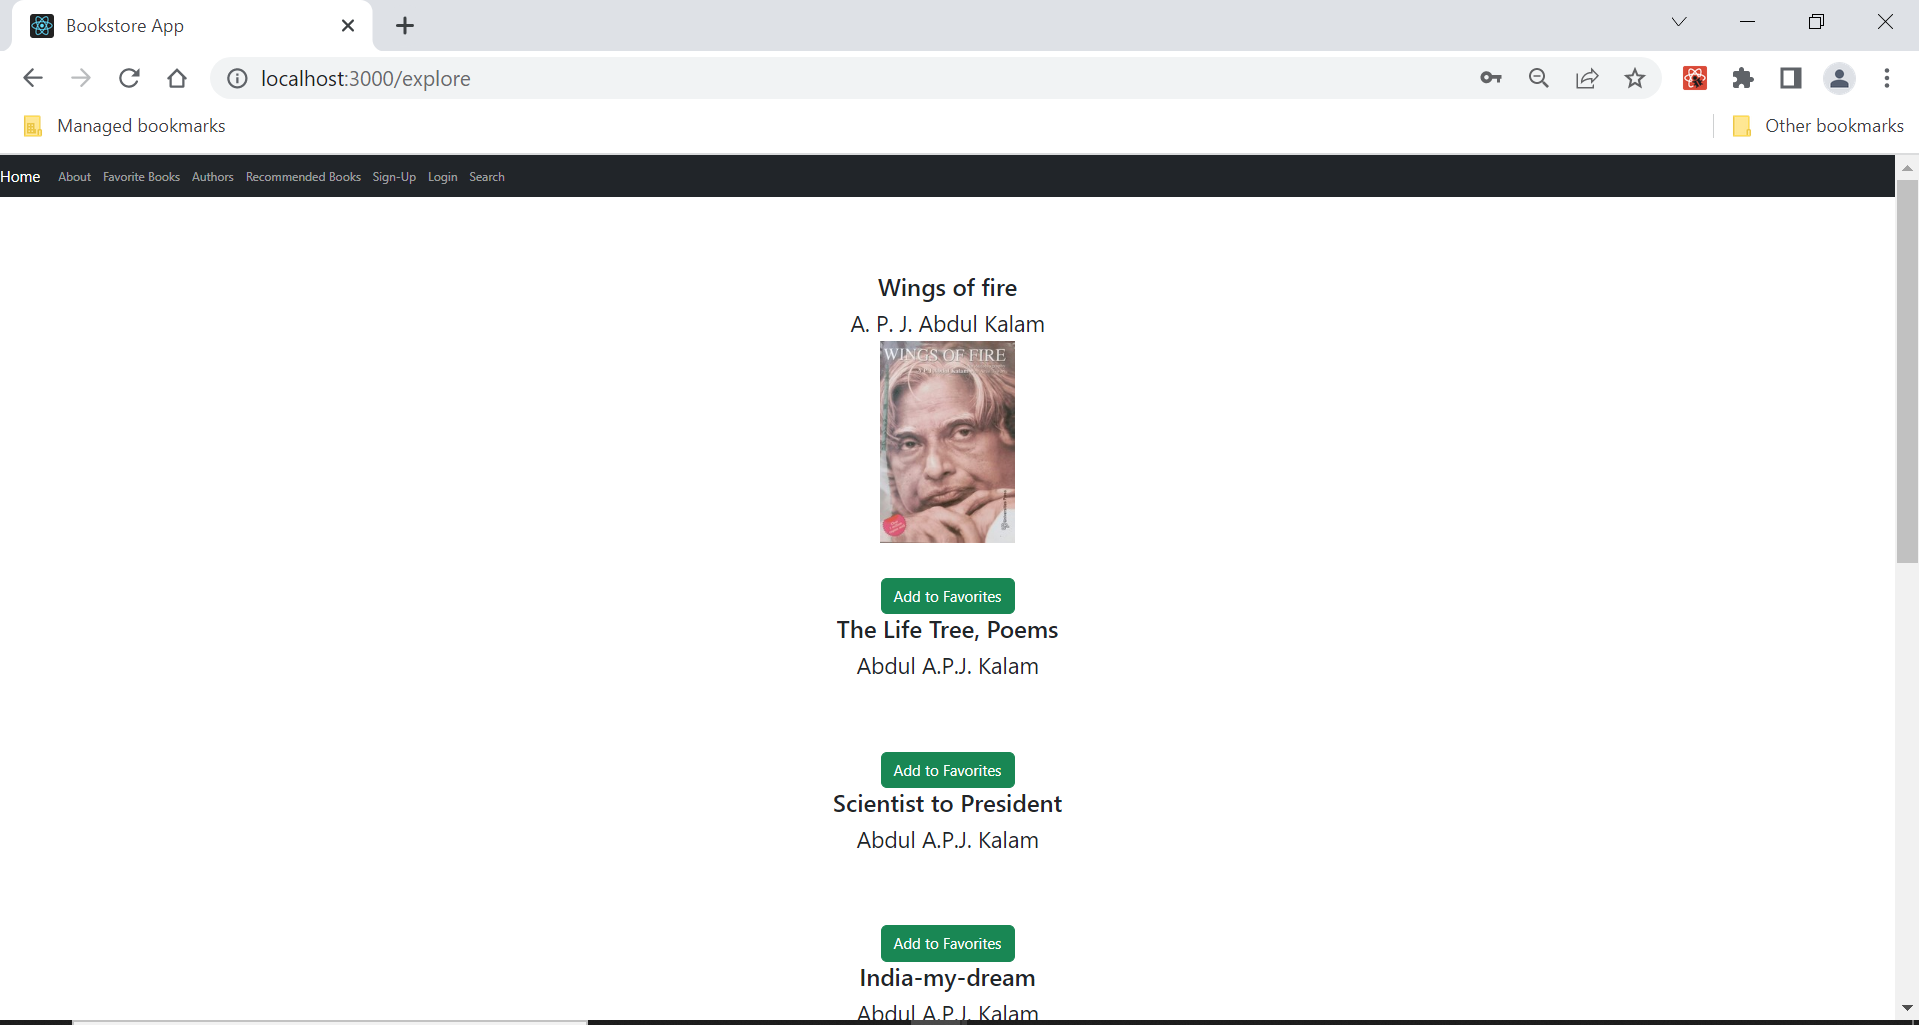 Bookstore App
localhost:3000/explore
Managed bookmarks
Other bookmarks
Home About Favorite Books Authors Recommended Books Sign-Up Login Search
Wings of fire
A. P. J. Abdul Kalam
WINGS OF FIRE
Add to Favorites
The Life Tree, Poems
Abdul A.P.J. Kalam
Add to Favorites
Scientist to President
Abdul A.P.J. Kalam
Add to Favorites
India-my-dream
Abdul A.P.J. Kalam